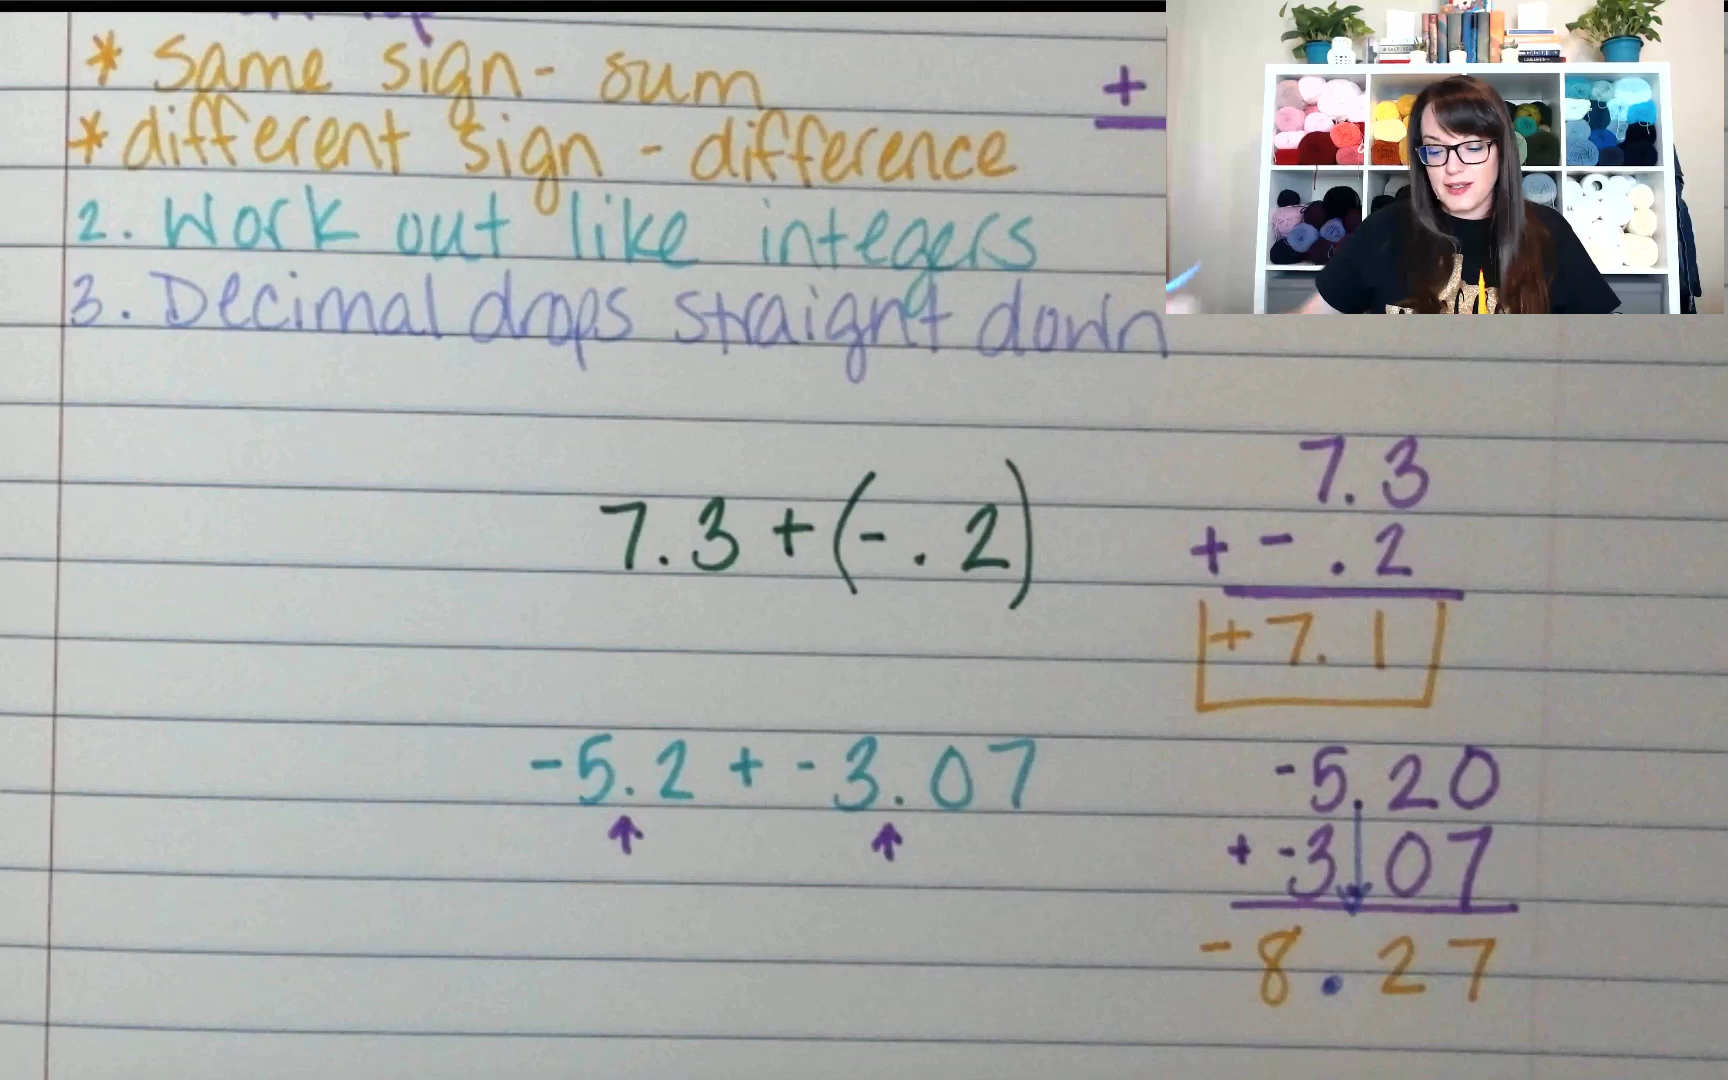 * Same sign - sum
+
* different sign - difference
2. Work out like integers
3. Decimal drops straight down
7.3 + (- . 2)
7.3
+ - .2
+7.1
-5.2 + -3.07
-5.20
+ -3.07
-8.27